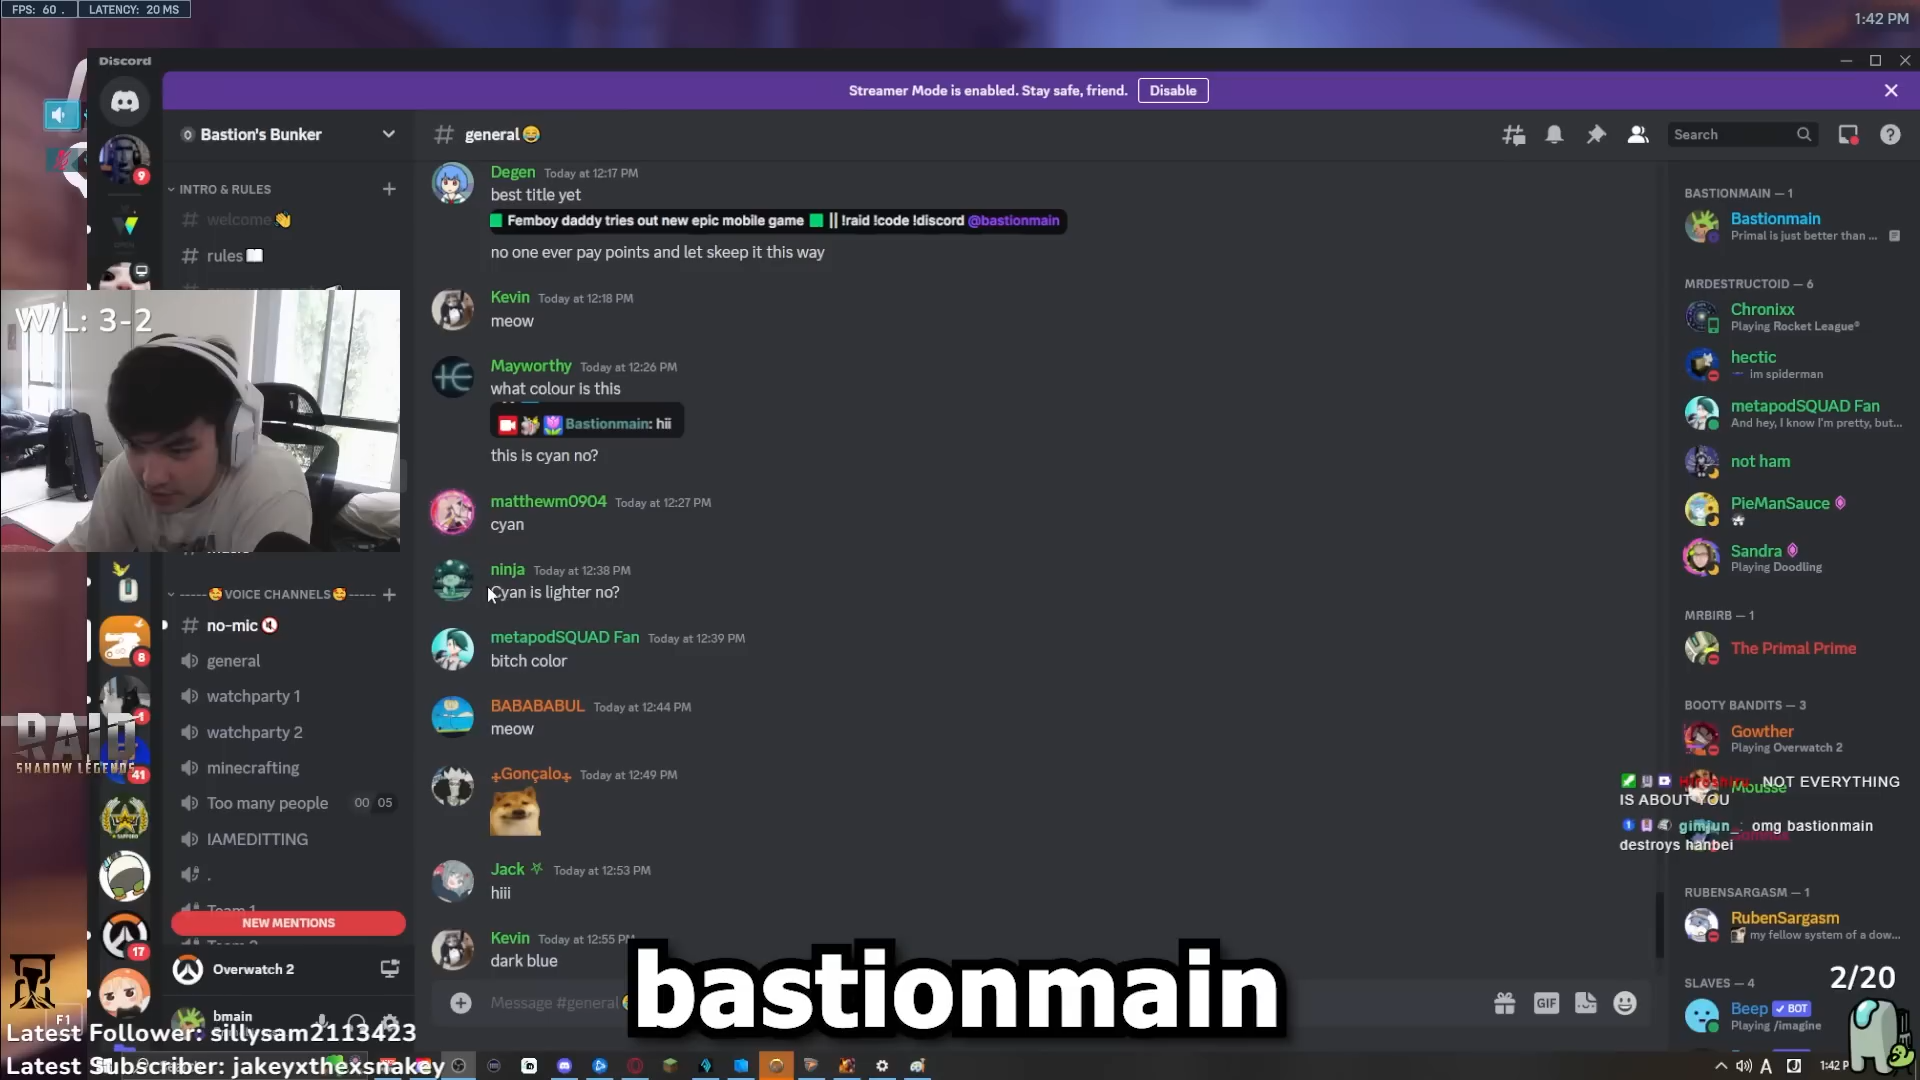 FPS: 60 .
LATENCY: 20 MS
1:42 PM
Discord
Streamer Mode is enabled. Stay safe, friend.
Disable
Bastion's Bunker
general
Search
INTRO & RULES
welcome
rules
W/L: 3-2
VOICE CHANNELS
no-mic
general
watchparty 1
watchparty 2
minecrafting
Too many people 00 05
IAMEDITTING
.
Team 1
NEW MENTIONS
Overwatch 2
bmain
9
8
1
41
17
RAID
SHADOW LEGENDS
F1
Latest Follower: sillysam2113423
Latest Subscriber: jakeyxthexsnakey
Degen Today at 12:17 PM
best title yet
Femboy daddy tries out new epic mobile game || !raid !code !discord @bastionmain
no one ever pay points and let skeep it this way
Kevin Today at 12:18 PM
meow
Mayworthy Today at 12:26 PM
what colour is this
Bastionmain: hii
this is cyan no?
matthewm0904 Today at 12:27 PM
cyan
ninja Today at 12:38 PM
Cyan is lighter no?
metapodSQUAD Fan Today at 12:39 PM
bitch color
BABABABUL Today at 12:44 PM
meow
Gonçalo Today at 12:49 PM
Jack Today at 12:53 PM
hiii
Kevin Today at 12:55 PM
dark blue
Message #general
GIF
bastionmain
BASTIONMAIN — 1
Bastionmain
Primal is just better than ...
MRDESTRUCTOID — 6
Chronixx
Playing Rocket League®
hectic
im spiderman
metapodSQUAD Fan
And hey, I know I'm pretty, but...
not ham
PieManSauce
Sandra
Playing Doodling
MRBIRB — 1
The Primal Prime
BOOTY BANDITS — 3
Gowther
Playing Overwatch 2
Mousse
NOT EVERYTHING
IS ABOUT YOU
gimjun_: omg bastionmain
destroys hanbei
RUBENSARGASM — 1
RubenSargasm
my fellow system of a dow...
SLAVES — 4
Beep BOT
Playing /imagine
2/20
A
1:42 P